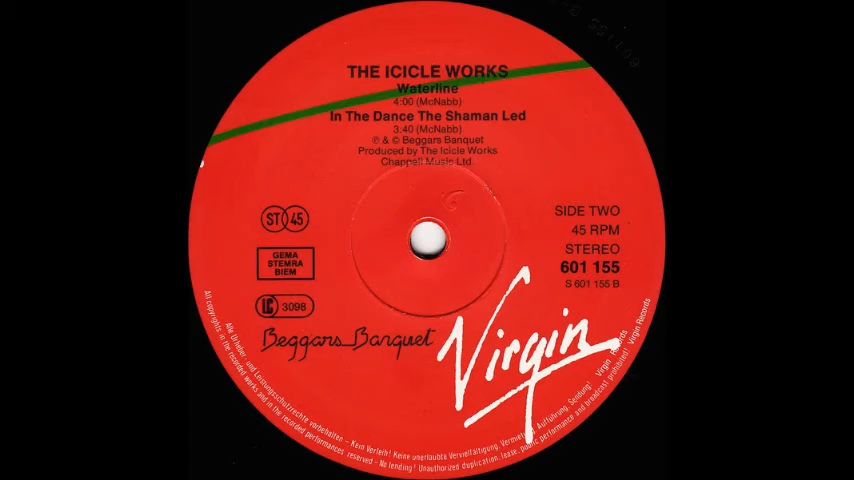 THE ICICLE WORKS
Waterline
4:00 (McNabb)
In The Dance The Shaman Led
3:40 (McNabb)
℗ & © Beggars Banquet
Produced by The Icicle Works
Chappell Music Ltd.
ST 45
GEMA
STEMRA
BIEM
LC 3098
SIDE TWO
45 RPM
STEREO
601 155
S 601 155 B
Beggars Banquet
Virgin
Alle Urheber- und Leistungsschutzrechte vorbehalten – Kein Verleih! Keine unerlaubte Vervielfältigung, Vermietung, Aufführung, Sendung! Virgin Records
All copyrights in the recorded works and in the recorded performances reserved – No lending! Unauthorized duplication, lease, public performance and broadcast prohibited! Virgin Records